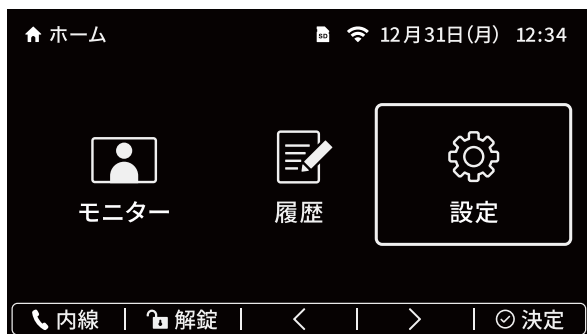 ホーム SD 12月31日(月) 12:34
モニター 履歴 設定
内線 解錠 < > 決定